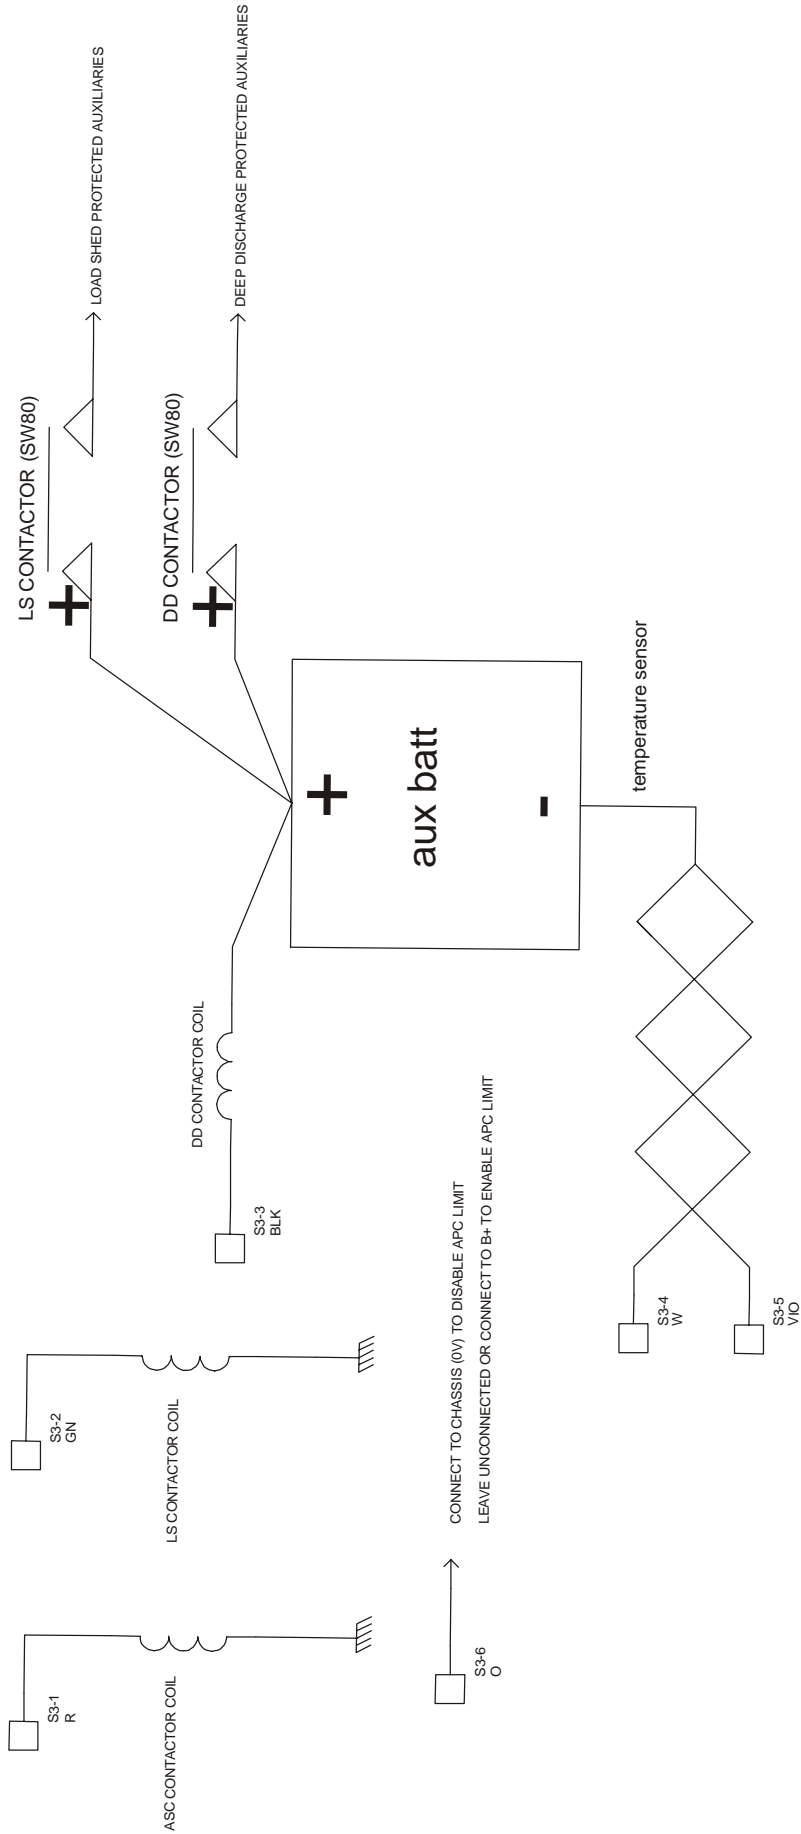 LS CONTACTOR (SW80)
+
LOAD SHED PROTECTED AUXILIARIES
DD CONTACTOR (SW80)
+
DEEP DISCHARGE PROTECTED AUXILIARIES
S3-1
R
ASC CONTACTOR COIL
S3-2
GN
LS CONTACTOR COIL
S3-3
BLK
DD CONTACTOR COIL
+
aux batt
-
S3-6
O
CONNECT TO CHASSIS (0V) TO DISABLE APC LIMIT
LEAVE UNCONNECTED OR CONNECT TO B+ TO ENABLE APC LIMIT
temperature sensor
S3-4
W
S3-5
VIO